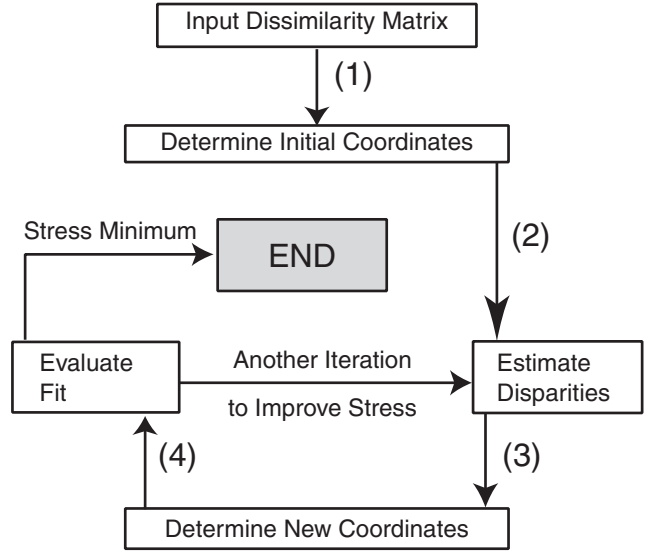 Input Dissimilarity Matrix
(1)
Determine Initial Coordinates
(2)
Stress Minimum
END
Evaluate
Fit
Another Iteration
to Improve Stress
Estimate
Disparities
(4)
(3)
Determine New Coordinates